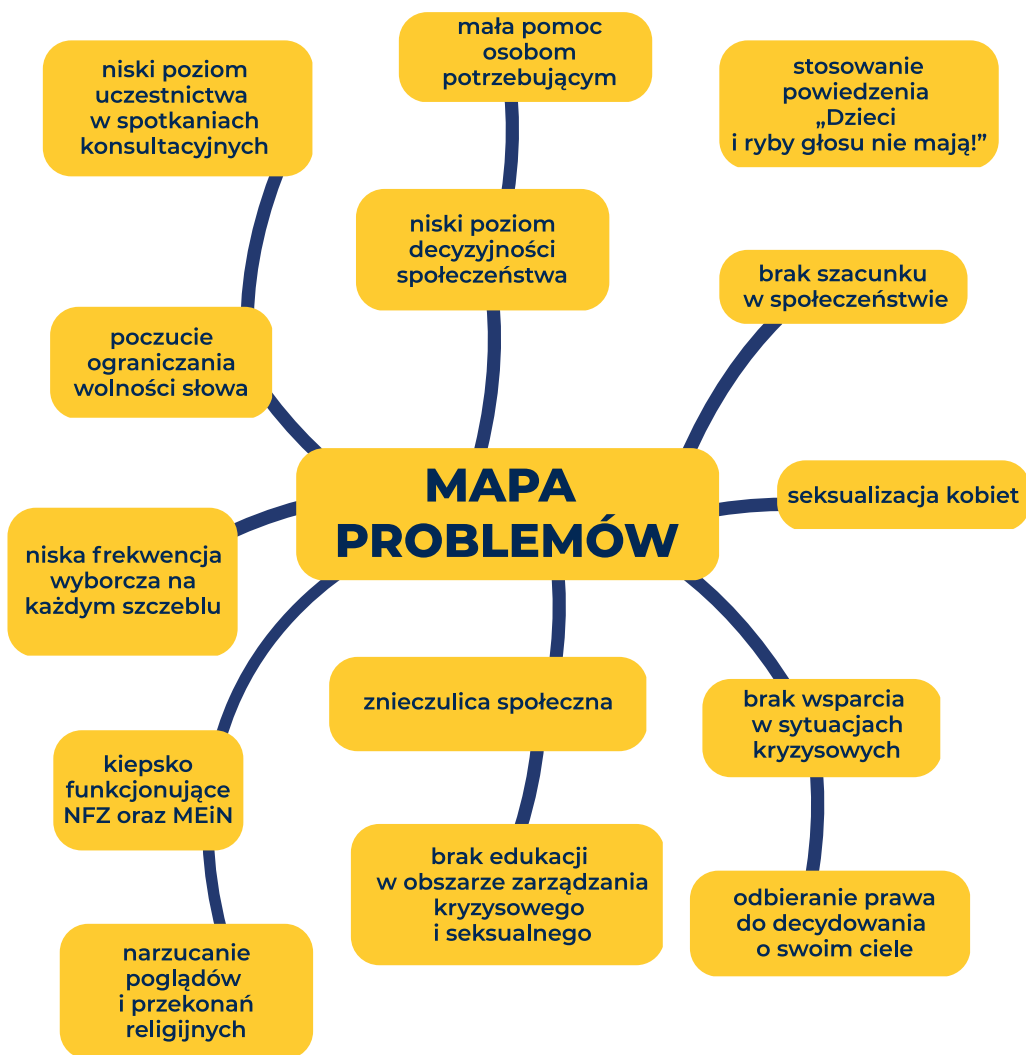 mała pomoc
osobom
potrzebującym
niski poziom
uczestnictwa
w spotkaniach
konsultacyjnych
stosowanie
powiedzenia
„Dzieci
i ryby głosu nie mają!”
niski poziom
decyzyjności
społeczeństwa
brak szacunku
w społeczeństwie
poczucie
ograniczania
wolności słowa
MAPA
PROBLEMÓW
seksualizacja kobiet
niska frekwencja
wyborcza na
każdym szczeblu
znieczulica społeczna
brak wsparcia
w sytuacjach
kryzysowych
kiepsko
funkcjonujące
NFZ oraz MEiN
brak edukacji
w obszarze zarządzania
kryzysowego
i seksualnego
odbieranie prawa
do decydowania
o swoim ciele
narzucanie
poglądów
i przekonań
religijnych